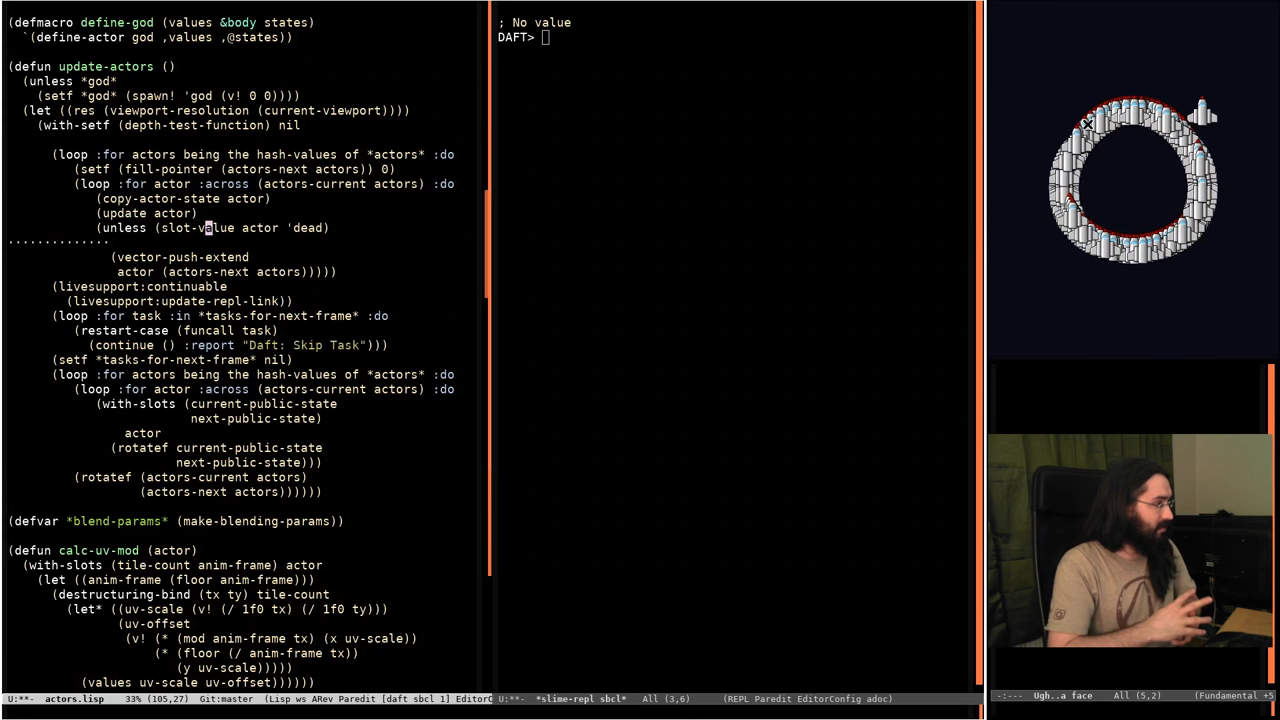 (defmacro define-god (values &body states)
  `(define-actor god ,values ,@states))
(defun update-actors ()
  (unless *god*
    (setf *god* (spawn! 'god (v! 0 0))))
  (let ((res (viewport-resolution (current-viewport))))
    (with-setf (depth-test-function) nil
      (loop :for actors being the hash-values of *actors* :do
         (setf (fill-pointer (actors-next actors)) 0)
         (loop :for actor :across (actors-current actors) :do
            (copy-actor-state actor)
            (update actor)
            (unless (slot-value actor 'dead)
··············
              (vector-push-extend
               actor (actors-next actors)))))
      (livesupport:continuable
        (livesupport:update-repl-link))
      (loop :for task :in *tasks-for-next-frame* :do
         (restart-case (funcall task)
           (continue () :report "Daft: Skip Task")))
      (setf *tasks-for-next-frame* nil)
      (loop :for actors being the hash-values of *actors* :do
         (loop :for actor :across (actors-current actors) :do
            (with-slots (current-public-state
                         next-public-state)
                actor
              (rotatef current-public-state
                       next-public-state)))
         (rotatef (actors-current actors)
                  (actors-next actors))))))
(defvar *blend-params* (make-blending-params))
(defun calc-uv-mod (actor)
  (with-slots (tile-count anim-frame) actor
    (let ((anim-frame (floor anim-frame)))
      (destructuring-bind (tx ty) tile-count
        (let* ((uv-scale (v! (/ 1f0 tx) (/ 1f0 ty)))
               (uv-offset
                (v! (* (mod anim-frame tx) (x uv-scale))
                    (* (floor (/ anim-frame tx))
                       (y uv-scale)))))
          (values uv-scale uv-offset))))))
U:**-  actors.lisp   33% (105,27)  Git:master  (Lisp ws ARev Paredit [daft sbcl 1] EditorC
; No value
DAFT>
U:**-  *slime-repl sbcl*   All (3,6)      (REPL Paredit EditorConfig adoc)
-:---  Ugh..a face   All (5,2)      (Fundamental +5